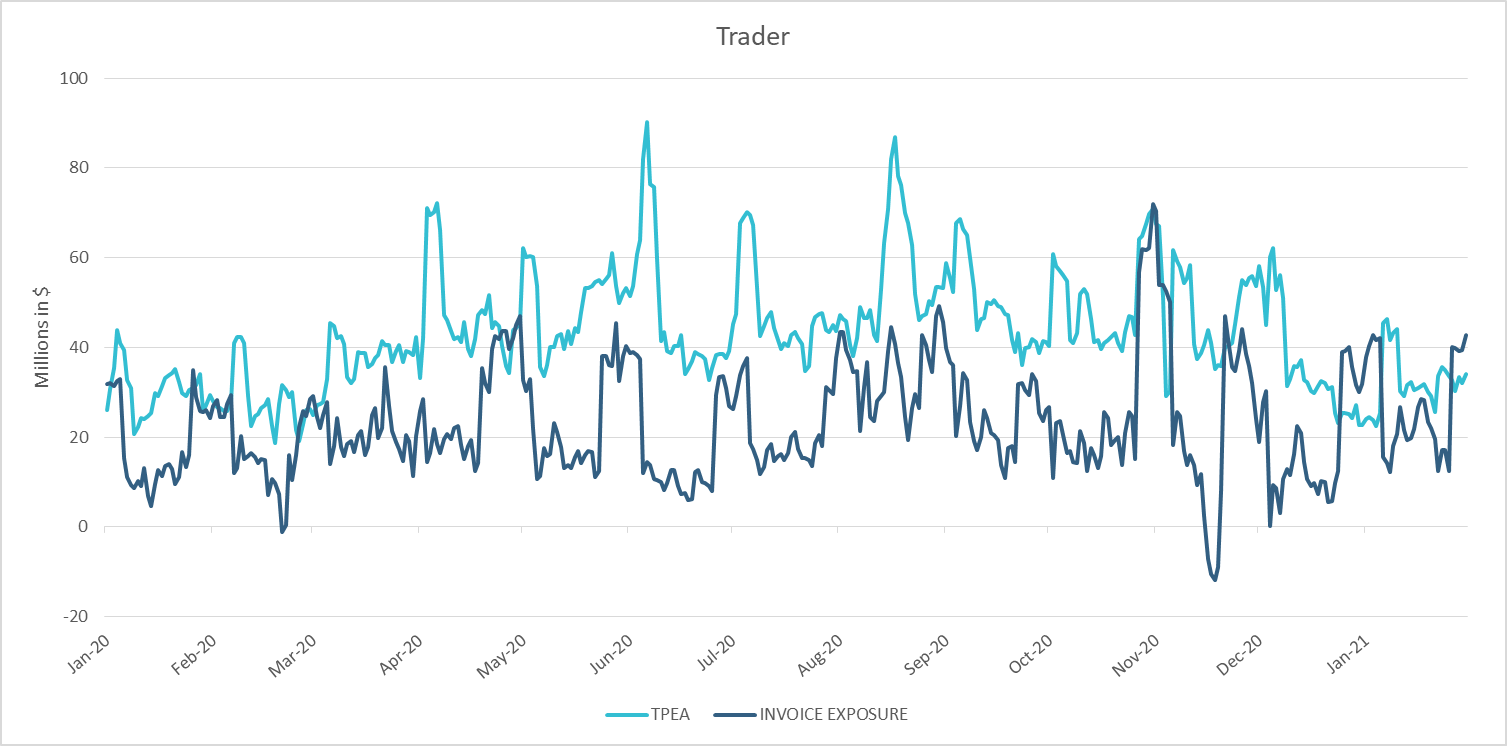 Trader
Millions in $
100
80
60
40
20
0
-20
Jan-20 Feb-20 Mar-20 Apr-20 May-20 Jun-20 Jul-20 Aug-20 Sep-20 Oct-20 Nov-20 Dec-20 Jan-21
TPEA INVOICE EXPOSURE